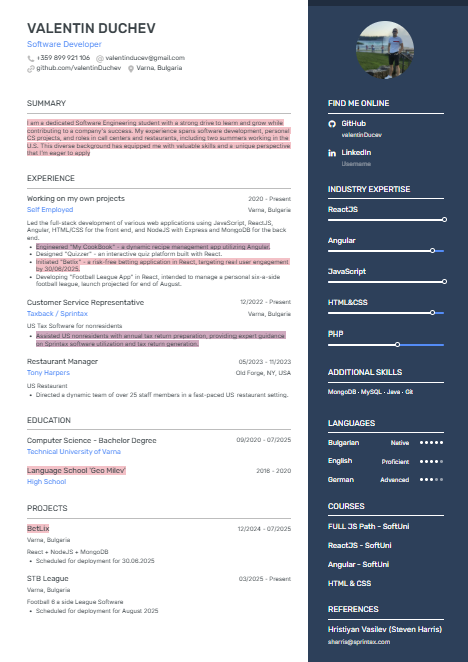 VALENTIN DUCHEV
Software Developer
+359 899 921 106 valentinducev@gmail.com
github.com/valentinDuchev Varna, Bulgaria
SUMMARY
I am a dedicated Software Engineering student with a strong drive to learn and grow while
contributing to a company's success. My experience spans software development, personal
CS projects, and roles in call centers and restaurants, including two summers working in the
U.S. This diverse background has equipped me with valuable skills and a unique perspective
that I'm eager to apply
EXPERIENCE
Working on my own projects 2020 - Present
Self Employed Varna, Bulgaria
Led the full-stack development of various web applications using JavaScript, ReactJS,
Angular, HTML/CSS for the front end, and NodeJS with Express and MongoDB for the back
end.
• Engineered "My CookBook" - a dynamic recipe management app utilizing Angular.
• Designed "Quizzer" - an interactive quiz platform built with React.
• Initiated "Betlix" - a risk-free betting application in React, targeting real user engagement
by 30/06/2025.
• Developing "Football League App" in React, intended to manage a personal six-a-side
football league, launch projected for end of August.
Customer Service Representative 12/2022 - Present
Taxback / Sprintax Varna, Bulgaria
US Tax Software for nonresidents
• Assisted US nonresidents with annual tax return preparation, providing expert guidance
on Sprintax software utilization and tax return generation.
Restaurant Manager 05/2023 - 11/2023
Tony Harpers Old Forge, NY, USA
US Restaurant
• Directed a dynamic team of over 25 staff members in a fast-paced US restaurant setting.
EDUCATION
Computer Science - Bachelor Degree 09/2020 - 07/2025
Technical University of Varna
Language School 'Geo Milev' 2016 - 2020
High School
PROJECTS
BetLix 12/2024 - 07/2025
Varna, Bulgaria
React + NodeJS + MongoDB
• Scheduled for deployment for 30.06.2025
STB League 03/2025 - Present
Varna, Bulgaria
Football 6 a side League Software
• Scheduled for deployment for August 2025
FIND ME ONLINE
GitHub
valentinDucev
LinkedIn
Username
INDUSTRY EXPERTISE
ReactJS
Angular
JavaScript
HTML&CSS
PHP
ADDITIONAL SKILLS
MongoDB · MySQL · Java · Git
LANGUAGES
Bulgarian Native
English Proficient
German Advanced
COURSES
FULL JS Path - SoftUni
ReactJS - SoftUni
Angular - SoftUni
HTML & CSS
REFERENCES
Hristiyan Vasilev (Steven Harris)
sharris@sprintax.com